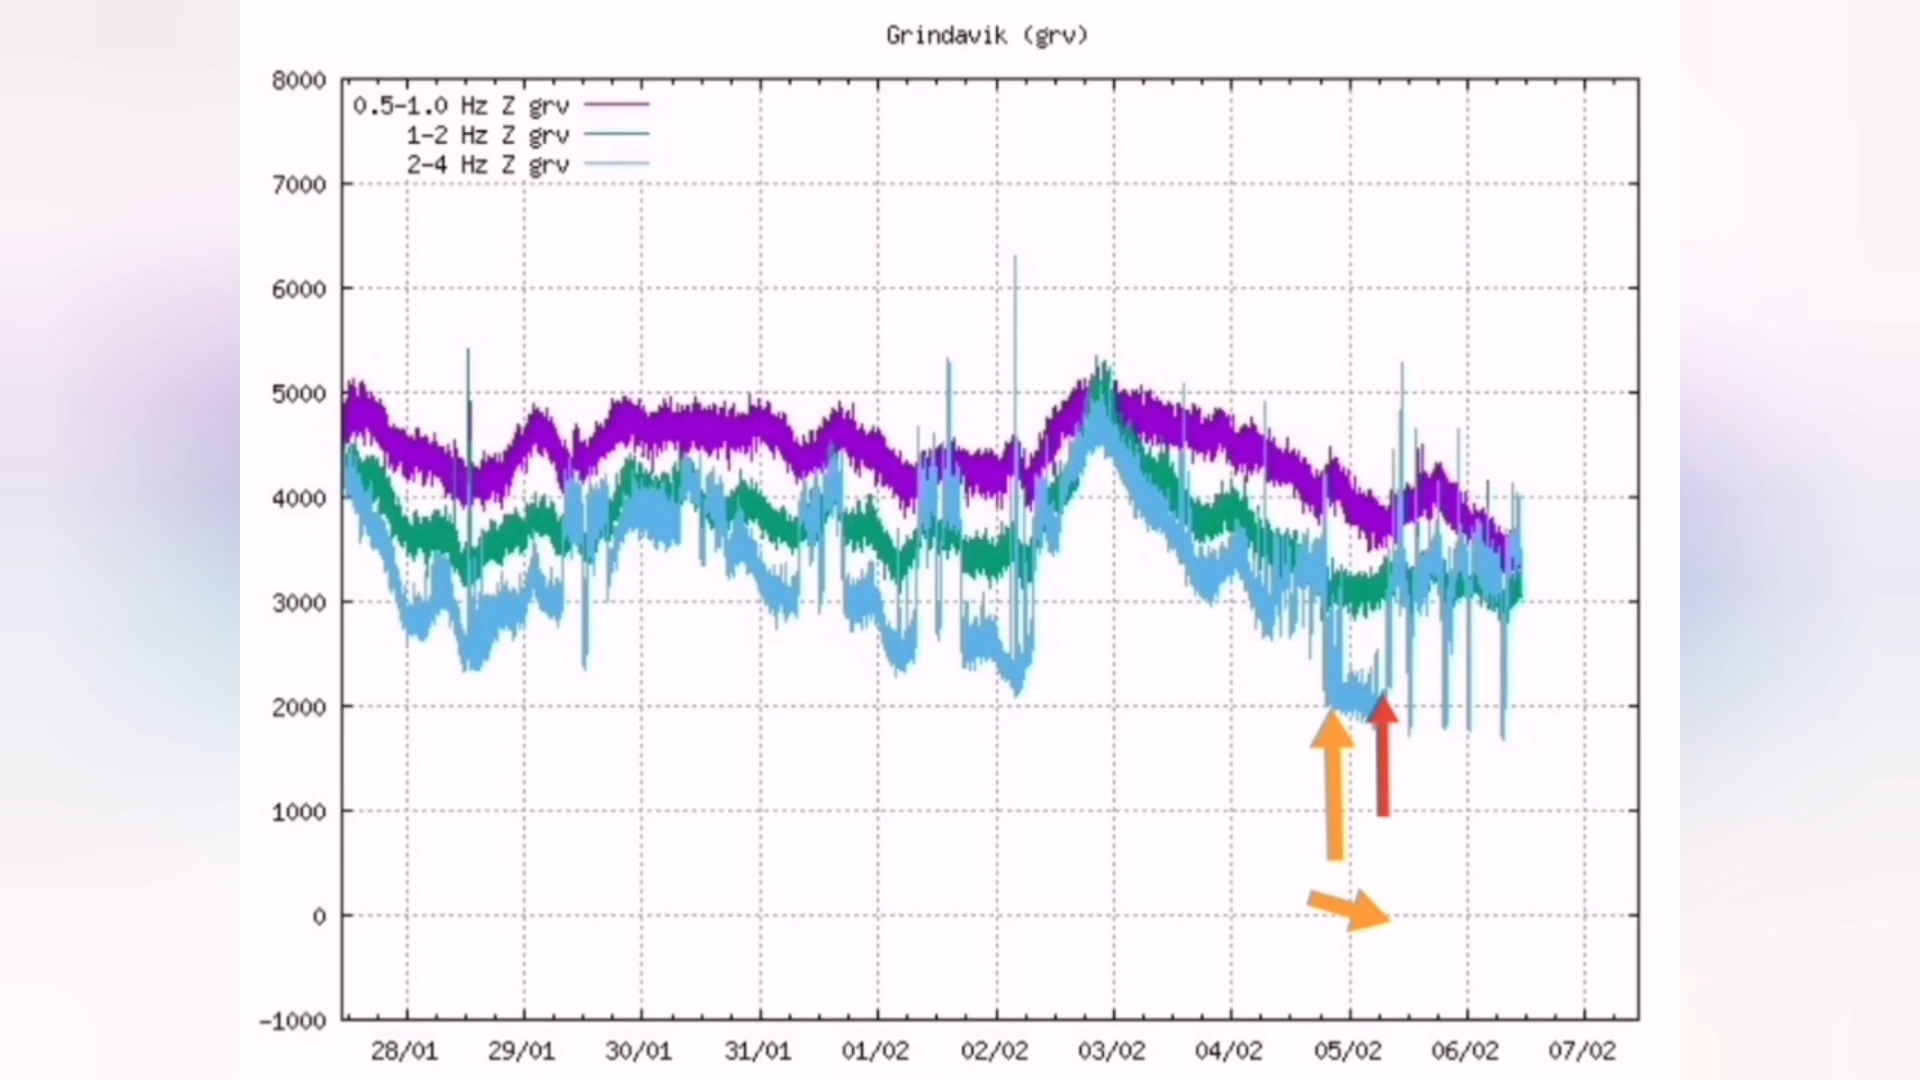 Grindavik (grv)
8000
0.5-1.0 Hz Z grv
1-2 Hz Z grv
2-4 Hz Z grv
7000
6000
5000
4000
3000
2000
1000
0
-1000
28/01 29/01 30/01 31/01 01/02 02/02 03/02 04/02 05/02 06/02 07/02